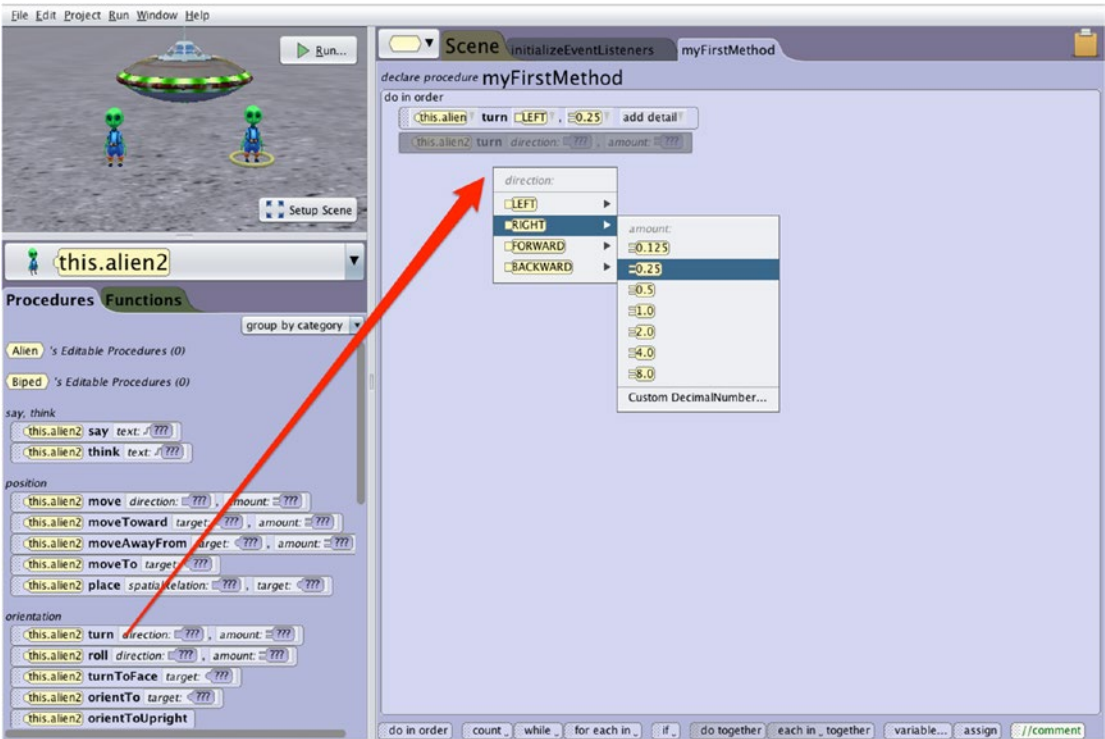 File Edit Project Run Window Help
Run...
Setup Scene
this.alien2
Procedures Functions
group by category
Alien 's Editable Procedures (0)
Biped 's Editable Procedures (0)
say, think
this.alien2 say text: ???
this.alien2 think text: ???
position
this.alien2 move direction: ??? , amount: ???
this.alien2 moveToward target: ??? , amount: ???
this.alien2 moveAwayFrom target: ??? , amount: ???
this.alien2 moveTo target: ???
this.alien2 place spatialRelation: ??? , target: ???
orientation
this.alien2 turn direction: ??? , amount: ???
this.alien2 roll direction: ??? , amount: ???
this.alien2 turnToFace target: ???
this.alien2 orientTo target: ???
this.alien2 orientToUpright
Scene initializeEventListeners myFirstMethod
declare procedure myFirstMethod
do in order
this.alien turn LEFT , 0.25 add detail
this.alien2 turn direction: ??? , amount: ???
direction:
LEFT
RIGHT
FORWARD
BACKWARD
amount:
0.125
0.25
0.5
1.0
2.0
4.0
8.0
Custom DecimalNumber...
do in order count _ while _ for each in _ if _ do together each in _ together variable... assign //comment